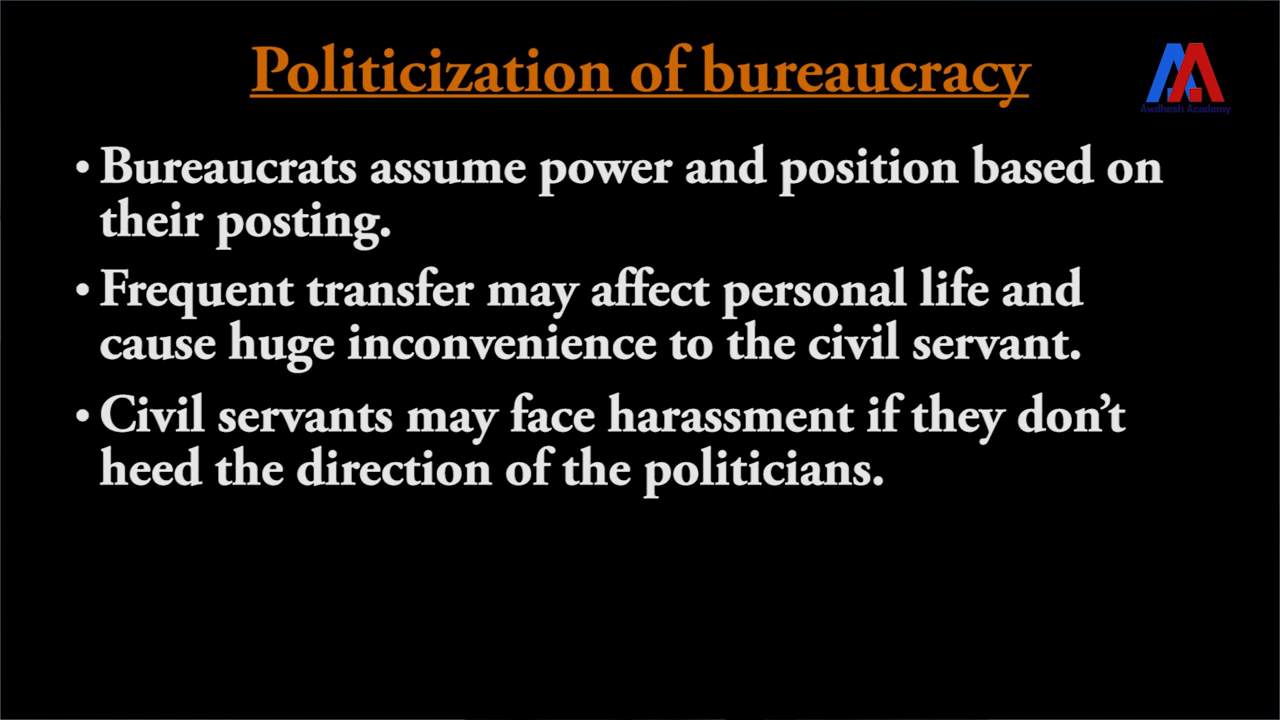 Politicization of bureaucracy
Awdhesh Academy
• Bureaucrats assume power and position based on
their posting.
• Frequent transfer may affect personal life and
cause huge inconvenience to the civil servant.
• Civil servants may face harassment if they don’t
heed the direction of the politicians.